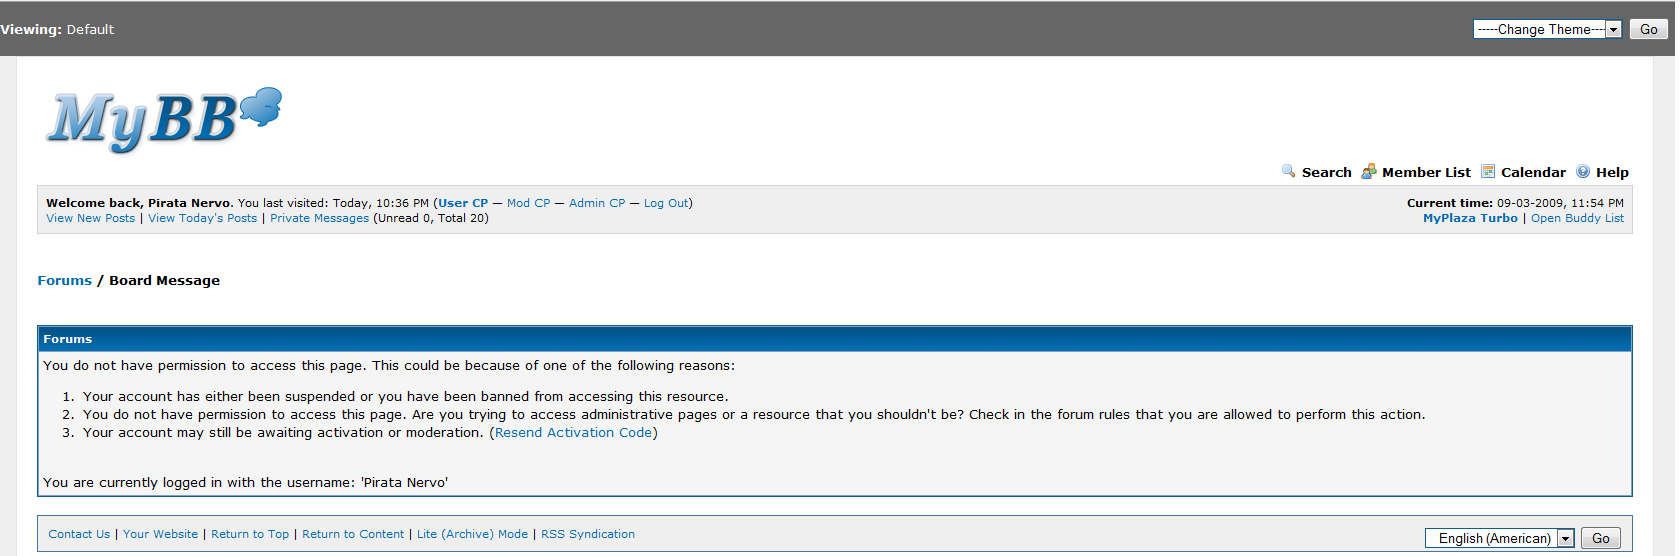 Viewing: Default
-----Change Theme---- Go
MyBB
Search Member List Calendar Help
Welcome back, Pirata Nervo. You last visited: Today, 10:36 PM (User CP — Mod CP — Admin CP — Log Out)
Current time: 09-03-2009, 11:54 PM
View New Posts | View Today's Posts | Private Messages (Unread 0, Total 20)
MyPlaza Turbo | Open Buddy List
Forums / Board Message
Forums
You do not have permission to access this page. This could be because of one of the following reasons:
1. Your account has either been suspended or you have been banned from accessing this resource.
2. You do not have permission to access this page. Are you trying to access administrative pages or a resource that you shouldn't be? Check in the forum rules that you are allowed to perform this action.
3. Your account may still be awaiting activation or moderation. (Resend Activation Code)
You are currently logged in with the username: 'Pirata Nervo'
Contact Us | Your Website | Return to Top | Return to Content | Lite (Archive) Mode | RSS Syndication
English (American) Go